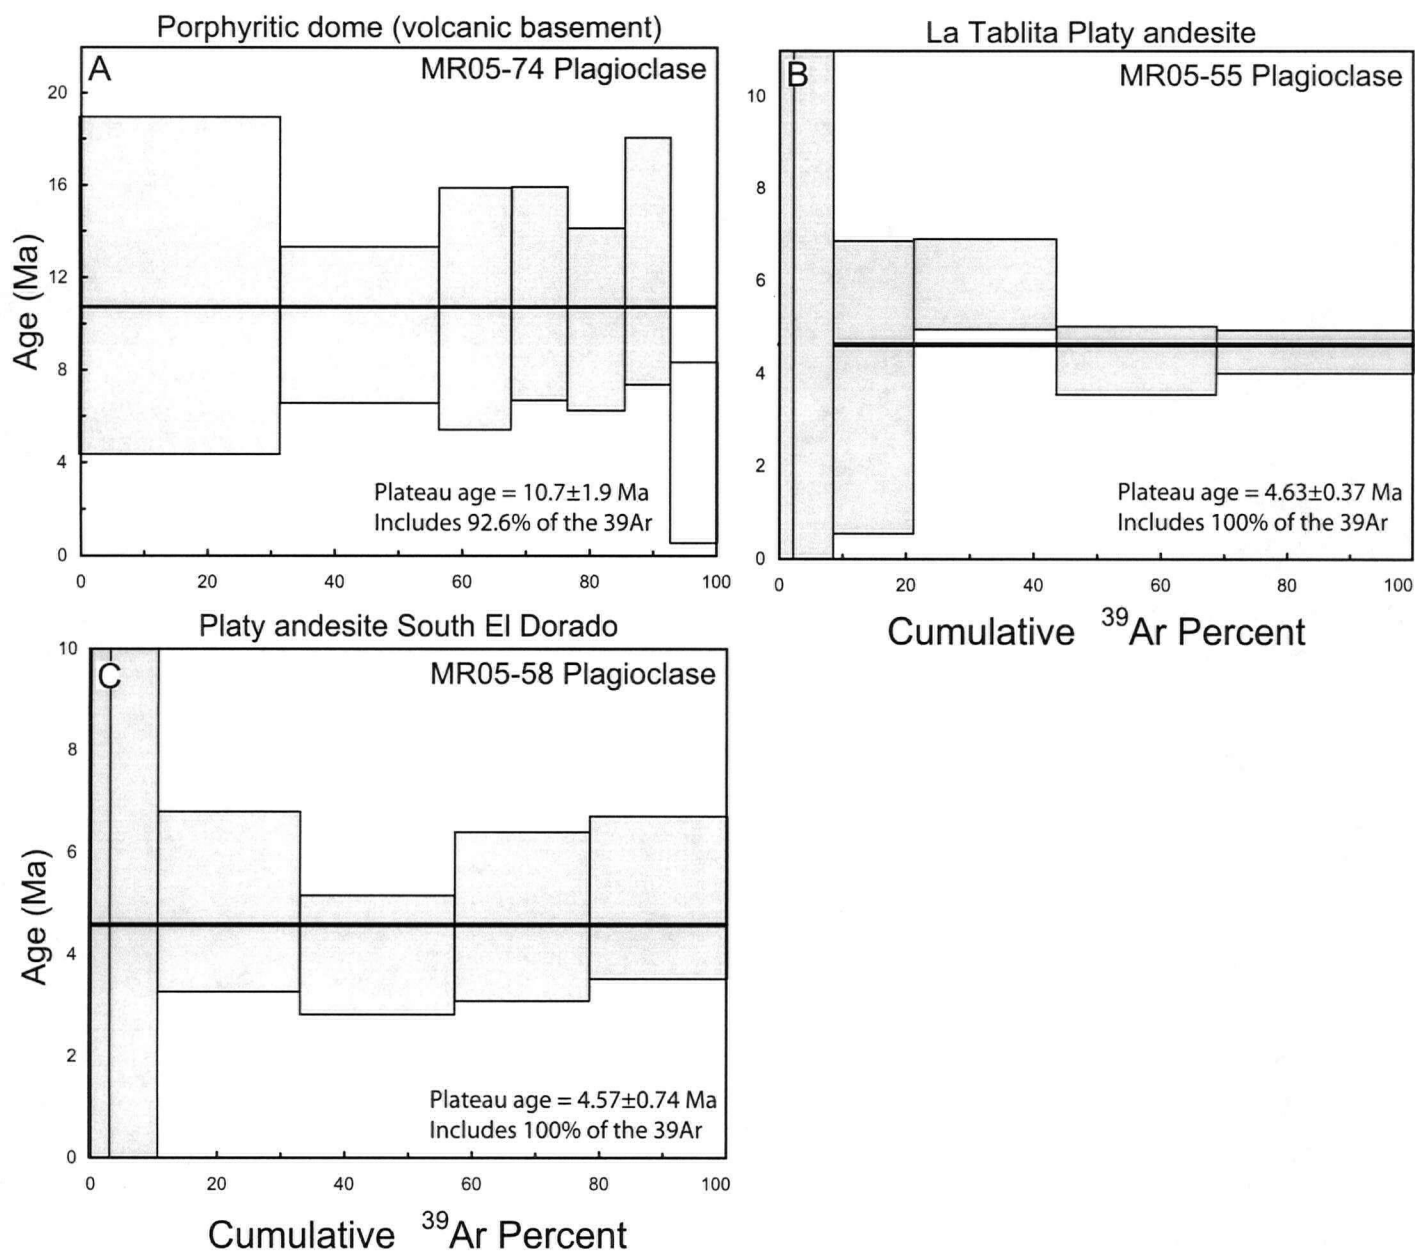 Porphyritic dome (volcanic basement)
A
MR05-74 Plagioclase
20
16
12
8
4
0
Age (Ma)
Plateau age = 10.7±1.9 Ma
Includes 92.6% of the 39Ar
0 20 40 60 80 100
La Tablita Platy andesite
B
MR05-55 Plagioclase
10
8
6
4
2
0
Plateau age = 4.63±0.37 Ma
Includes 100% of the 39Ar
0 20 40 60 80 100
Cumulative ³⁹Ar Percent
Platy andesite South El Dorado
C
MR05-58 Plagioclase
10
8
6
4
2
0
Age (Ma)
Plateau age = 4.57±0.74 Ma
Includes 100% of the 39Ar
0 20 40 60 80 100
Cumulative ³⁹Ar Percent